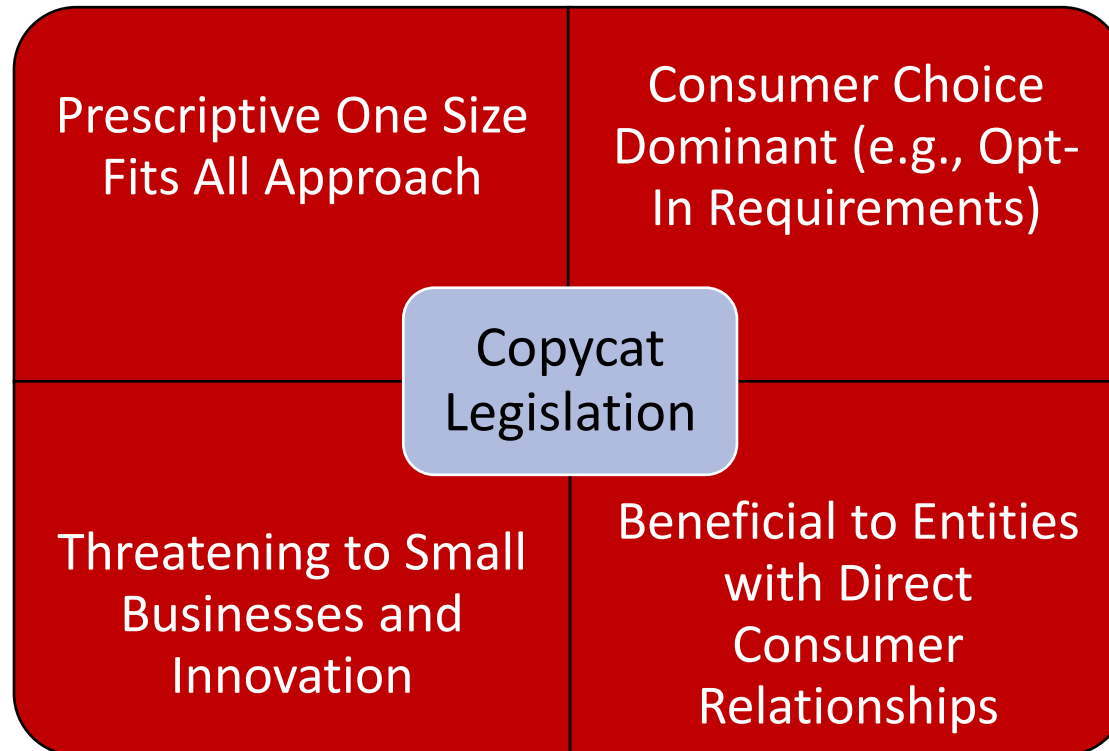 Prescriptive One Size
Fits All Approach
Consumer Choice
Dominant (e.g., Opt-
In Requirements)
Copycat
Legislation
Threatening to Small
Businesses and
Innovation
Beneficial to Entities
with Direct
Consumer
Relationships